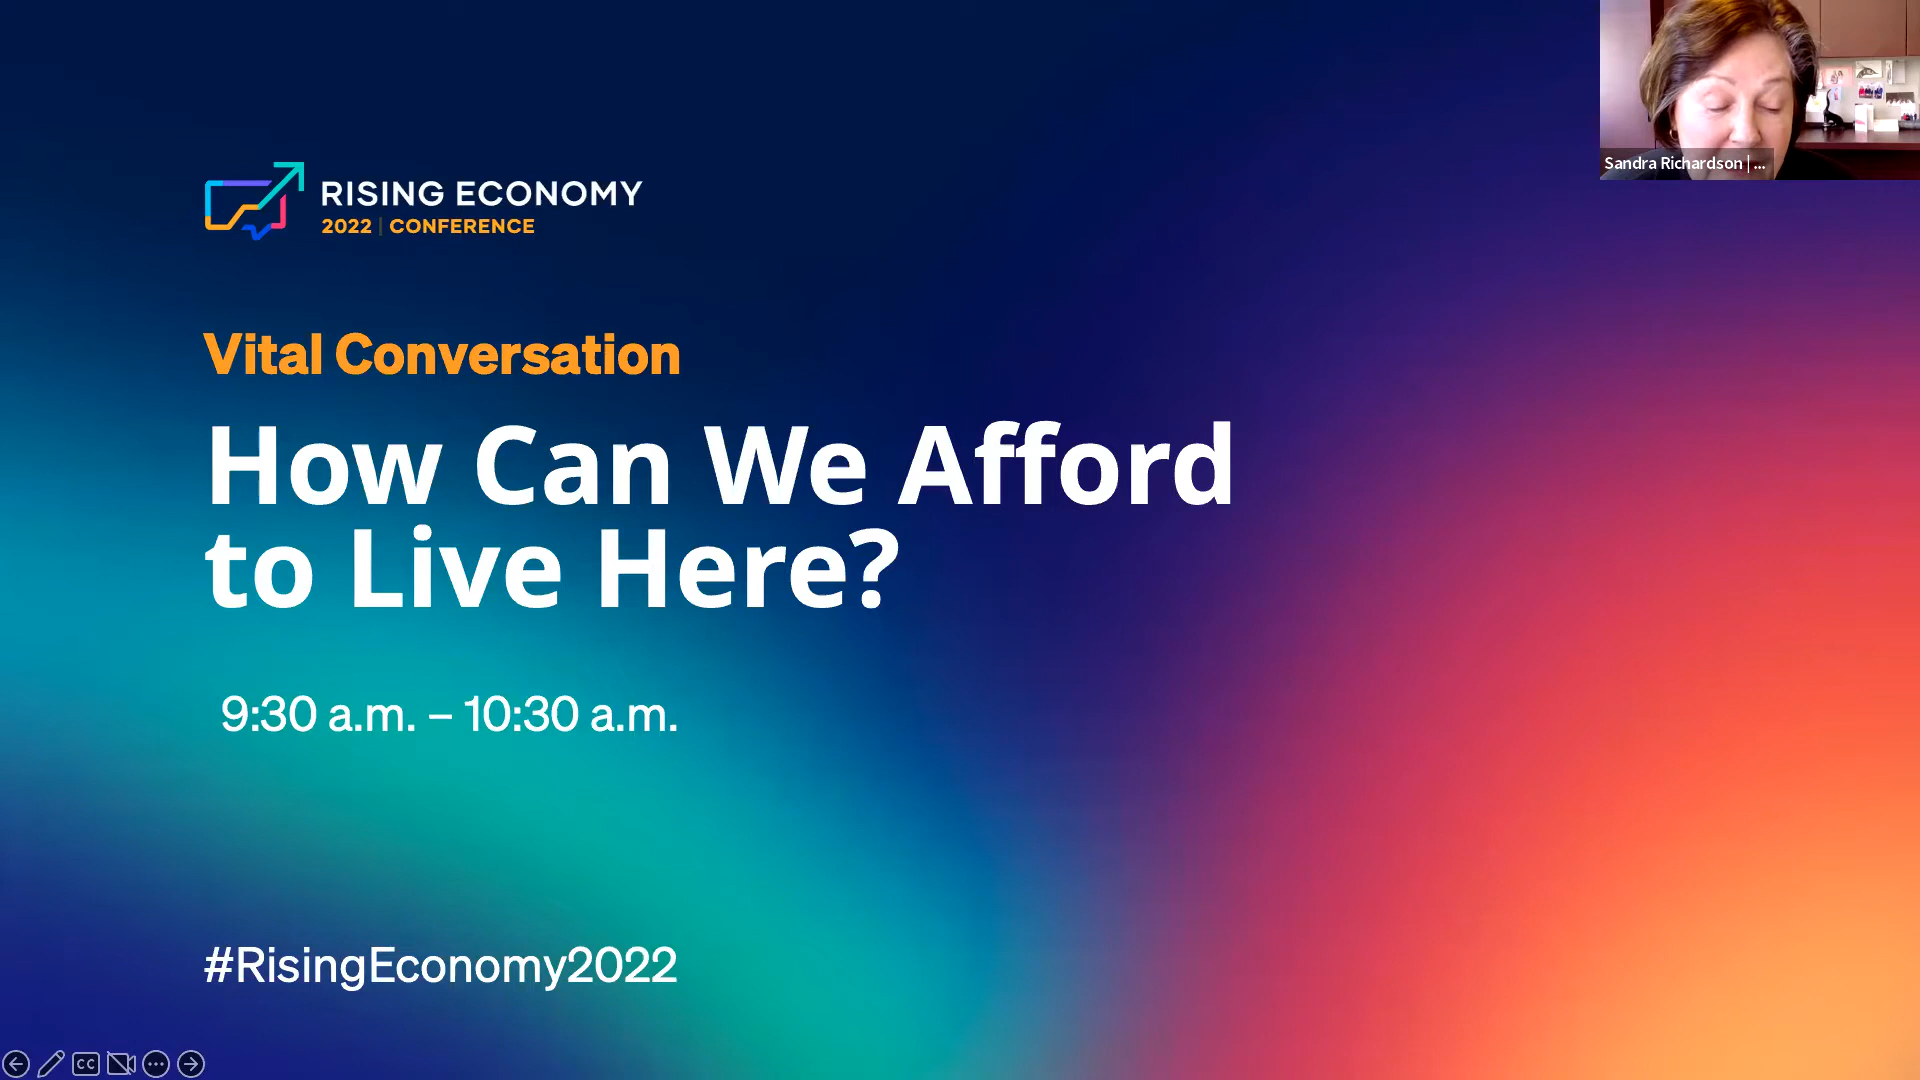 RISING ECONOMY
2022 | CONFERENCE
Sandra Richardson | ...
Vital Conversation
How Can We Afford
to Live Here?
9:30 a.m. – 10:30 a.m.
#RisingEconomy2022
CC